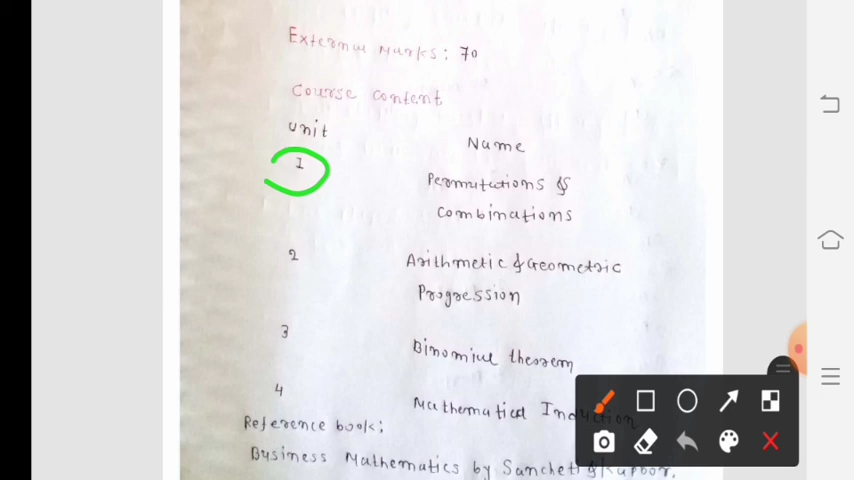 External Marks: 70
Course content
unit Name
1 Permutations &
Combinations
2 Arithmetic & Geometric
Progression
3 Binomial theorem
4 Mathematical Induction
Reference book;
Business Mathematics by Sancheti & Kapoor.